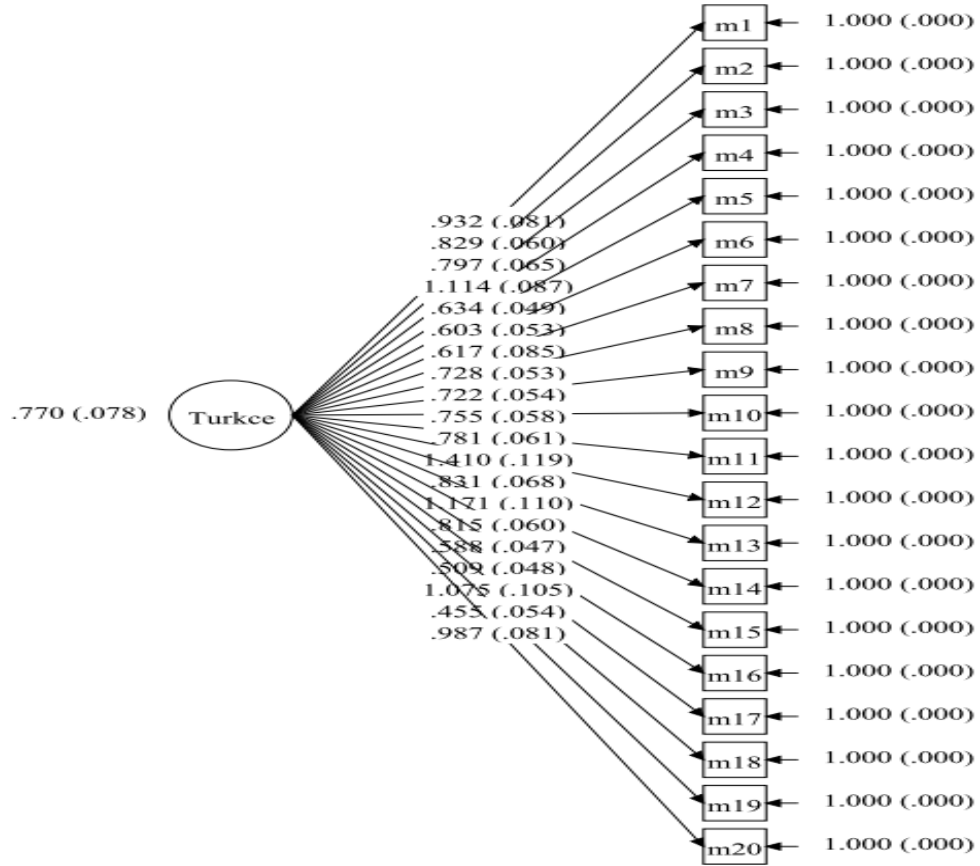 m1 1.000 (.000)
m2 1.000 (.000)
m3 1.000 (.000)
m4 1.000 (.000)
m5 1.000 (.000)
m6 1.000 (.000)
m7 1.000 (.000)
m8 1.000 (.000)
m9 1.000 (.000)
m10 1.000 (.000)
m11 1.000 (.000)
m12 1.000 (.000)
m13 1.000 (.000)
m14 1.000 (.000)
m15 1.000 (.000)
m16 1.000 (.000)
m17 1.000 (.000)
m18 1.000 (.000)
m19 1.000 (.000)
m20 1.000 (.000)
.932 (.081)
.829 (.060)
.797 (.065)
1.114 (.087)
.634 (.049)
.603 (.053)
.617 (.085)
.728 (.053)
.722 (.054)
.755 (.058)
.781 (.061)
1.410 (.119)
.831 (.068)
1.171 (.110)
.815 (.060)
.588 (.047)
.509 (.048)
1.075 (.105)
.455 (.054)
.987 (.081)
.770 (.078)
Turkce